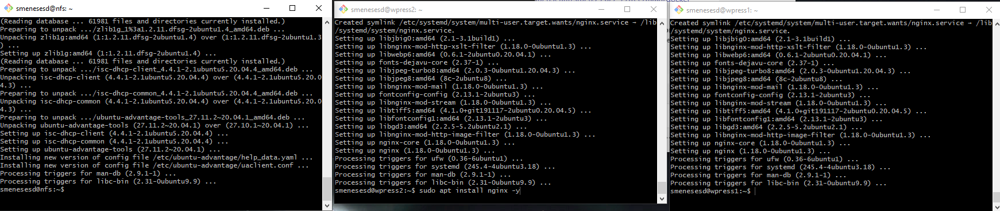 smenesesd@nfs: ~
(Reading database ... 61981 files and directories currently installed.)
Preparing to unpack .../zlib1g_1%3a1.2.11.dfsg-2ubuntu1.4_amd64.deb ...
Unpacking zlib1g:amd64 (1:1.2.11.dfsg-2ubuntu1.4) over (1:1.2.11.dfsg-2ubuntu1.3
) ...
Setting up zlib1g:amd64 (1:1.2.11.dfsg-2ubuntu1.4) ...
(Reading database ... 61981 files and directories currently installed.)
Preparing to unpack .../isc-dhcp-client_4.4.1-2.1ubuntu5.20.04.4_amd64.deb ...
Unpacking isc-dhcp-client (4.4.1-2.1ubuntu5.20.04.4) over (4.4.1-2.1ubuntu5.20.0
4.3) ...
Preparing to unpack .../isc-dhcp-common_4.4.1-2.1ubuntu5.20.04.4_amd64.deb ...
Unpacking isc-dhcp-common (4.4.1-2.1ubuntu5.20.04.4) over (4.4.1-2.1ubuntu5.20.0
4.3) ...
Preparing to unpack .../ubuntu-advantage-tools_27.11.2~20.04.1_amd64.deb ...
Unpacking ubuntu-advantage-tools (27.11.2~20.04.1) over (27.10.1~20.04.1) ...
Setting up isc-dhcp-client (4.4.1-2.1ubuntu5.20.04.4) ...
Setting up isc-dhcp-common (4.4.1-2.1ubuntu5.20.04.4) ...
Setting up ubuntu-advantage-tools (27.11.2~20.04.1) ...
Installing new version of config file /etc/ubuntu-advantage/help_data.yaml ...
Installing new version of config file /etc/ubuntu-advantage/uaclient.conf ...
Processing triggers for man-db (2.9.1-1) ...
Processing triggers for libc-bin (2.31-0ubuntu9.9) ...
smenesesd@nfs:~$
smenesesd@wpress2: ~
Created symlink /etc/systemd/system/multi-user.target.wants/nginx.service → /lib
/systemd/system/nginx.service.
Setting up libjbig0:amd64 (2.1-3.1build1) ...
Setting up libnginx-mod-http-xslt-filter (1.18.0-0ubuntu1.3) ...
Setting up libwebp6:amd64 (0.6.1-2ubuntu0.20.04.1) ...
Setting up fonts-dejavu-core (2.37-1) ...
Setting up libjpeg-turbo8:amd64 (2.0.3-0ubuntu1.20.04.3) ...
Setting up libjpeg8:amd64 (8c-2ubuntu8) ...
Setting up libnginx-mod-mail (1.18.0-0ubuntu1.3) ...
Setting up fontconfig-config (2.13.1-2ubuntu3) ...
Setting up libnginx-mod-stream (1.18.0-0ubuntu1.3) ...
Setting up libtiff5:amd64 (4.1.0+git191117-2ubuntu0.20.04.5) ...
Setting up libfontconfig1:amd64 (2.13.1-2ubuntu3) ...
Setting up libgd3:amd64 (2.2.5-5.2ubuntu2.1) ...
Setting up libnginx-mod-http-image-filter (1.18.0-0ubuntu1.3) ...
Setting up nginx-core (1.18.0-0ubuntu1.3) ...
Setting up nginx (1.18.0-0ubuntu1.3) ...
Processing triggers for ufw (0.36-6ubuntu1) ...
Processing triggers for systemd (245.4-4ubuntu3.18) ...
Processing triggers for man-db (2.9.1-1) ...
Processing triggers for libc-bin (2.31-0ubuntu9.9) ...
smenesesd@wpress2:~$ sudo apt install nginx -y
smenesesd@wpress1: ~
Created symlink /etc/systemd/system/multi-user.target.wants/nginx.service → /lib
/systemd/system/nginx.service.
Setting up libjbig0:amd64 (2.1-3.1build1) ...
Setting up libnginx-mod-http-xslt-filter (1.18.0-0ubuntu1.3) ...
Setting up libwebp6:amd64 (0.6.1-2ubuntu0.20.04.1) ...
Setting up fonts-dejavu-core (2.37-1) ...
Setting up libjpeg-turbo8:amd64 (2.0.3-0ubuntu1.20.04.3) ...
Setting up libjpeg8:amd64 (8c-2ubuntu8) ...
Setting up libnginx-mod-mail (1.18.0-0ubuntu1.3) ...
Setting up fontconfig-config (2.13.1-2ubuntu3) ...
Setting up libnginx-mod-stream (1.18.0-0ubuntu1.3) ...
Setting up libtiff5:amd64 (4.1.0+git191117-2ubuntu0.20.04.5) ...
Setting up libfontconfig1:amd64 (2.13.1-2ubuntu3) ...
Setting up libgd3:amd64 (2.2.5-5.2ubuntu2.1) ...
Setting up libnginx-mod-http-image-filter (1.18.0-0ubuntu1.3) ...
Setting up nginx-core (1.18.0-0ubuntu1.3) ...
Setting up nginx (1.18.0-0ubuntu1.3) ...
Processing triggers for ufw (0.36-6ubuntu1) ...
Processing triggers for systemd (245.4-4ubuntu3.18) ...
Processing triggers for man-db (2.9.1-1) ...
Processing triggers for libc-bin (2.31-0ubuntu9.9) ...
smenesesd@wpress1:~$